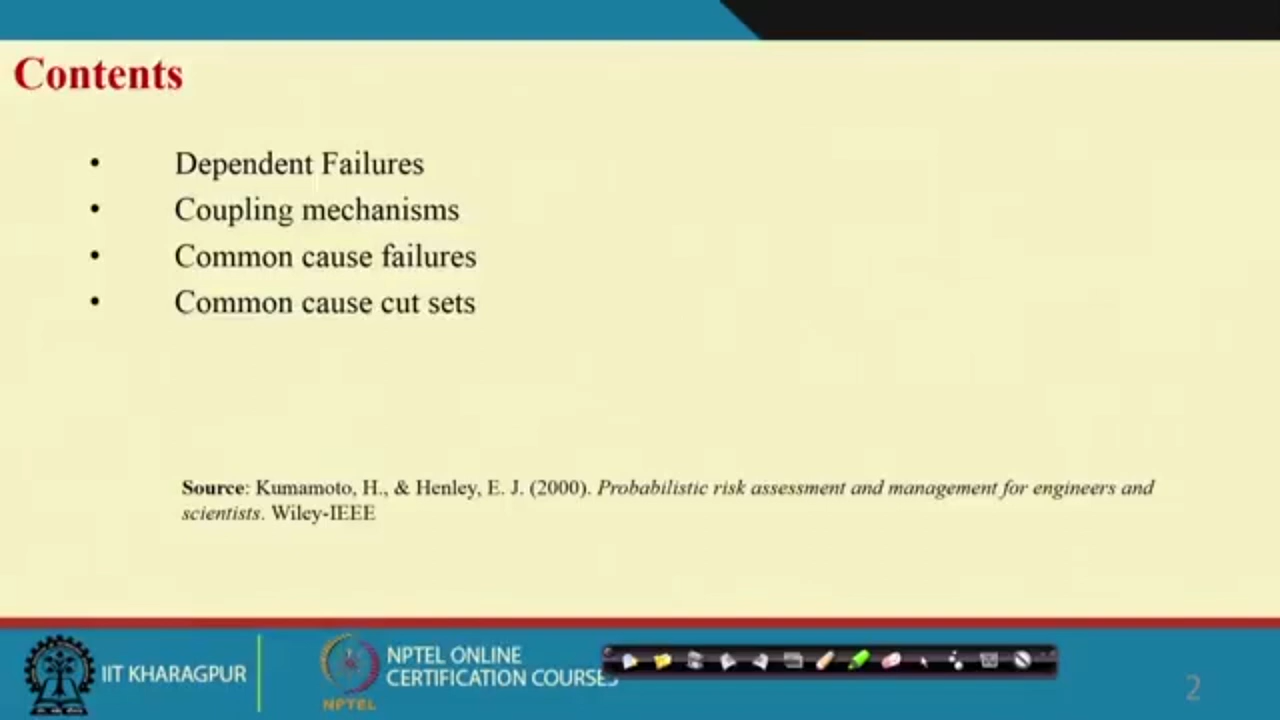 Contents
• Dependent Failures
• Coupling mechanisms
• Common cause failures
• Common cause cut sets
Source: Kumamoto, H., & Henley, E. J. (2000). Probabilistic risk assessment and management for engineers and
scientists. Wiley-IEEE
IIT KHARAGPUR
NPTEL
NPTEL ONLINE
CERTIFICATION COURSES
2